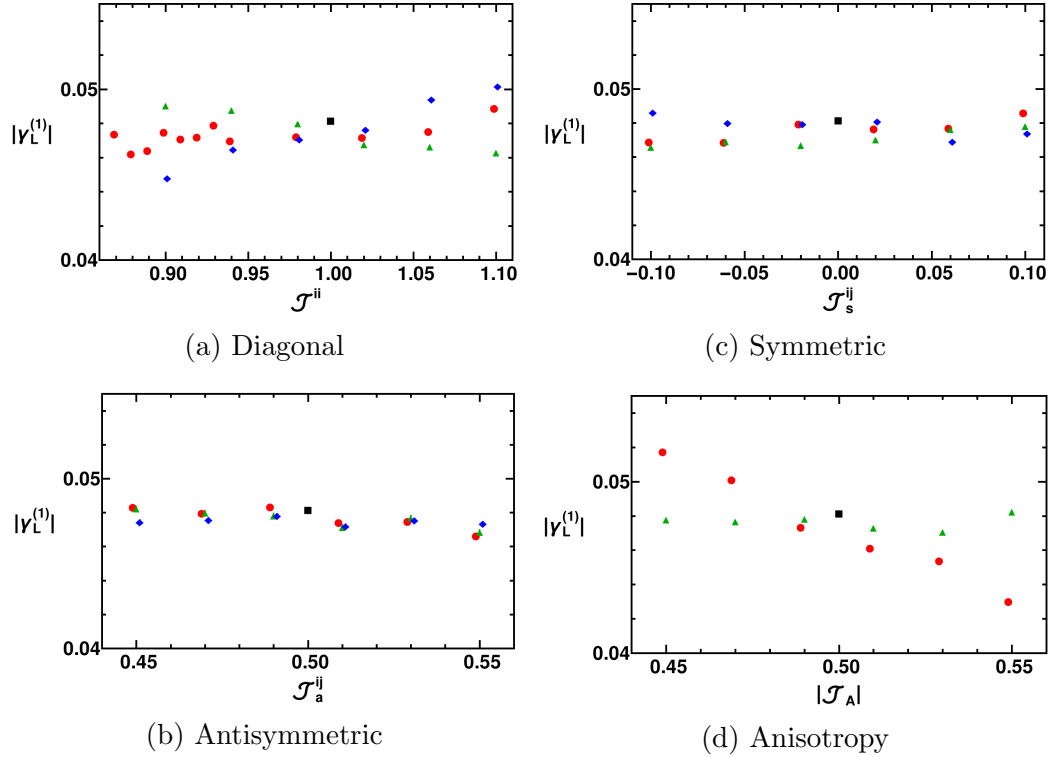 0.05
|γL(1)|
0.04
0.90 0.95 1.00 1.05 1.10
𝒥ii
(a) Diagonal
0.05
|γL(1)|
0.04
−0.10 −0.05 0.00 0.05 0.10
𝒥sij
(c) Symmetric
0.05
|γL(1)|
0.04
0.45 0.50 0.55
𝒥aij
(b) Antisymmetric
0.05
|γL(1)|
0.04
0.45 0.50 0.55
|𝒥A|
(d) Anisotropy